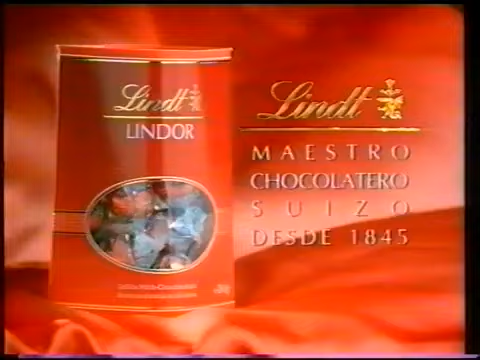 Lindt
LINDOR
Lindt
MAESTRO
CHOCOLATERO
SUIZO
DESDE 1845